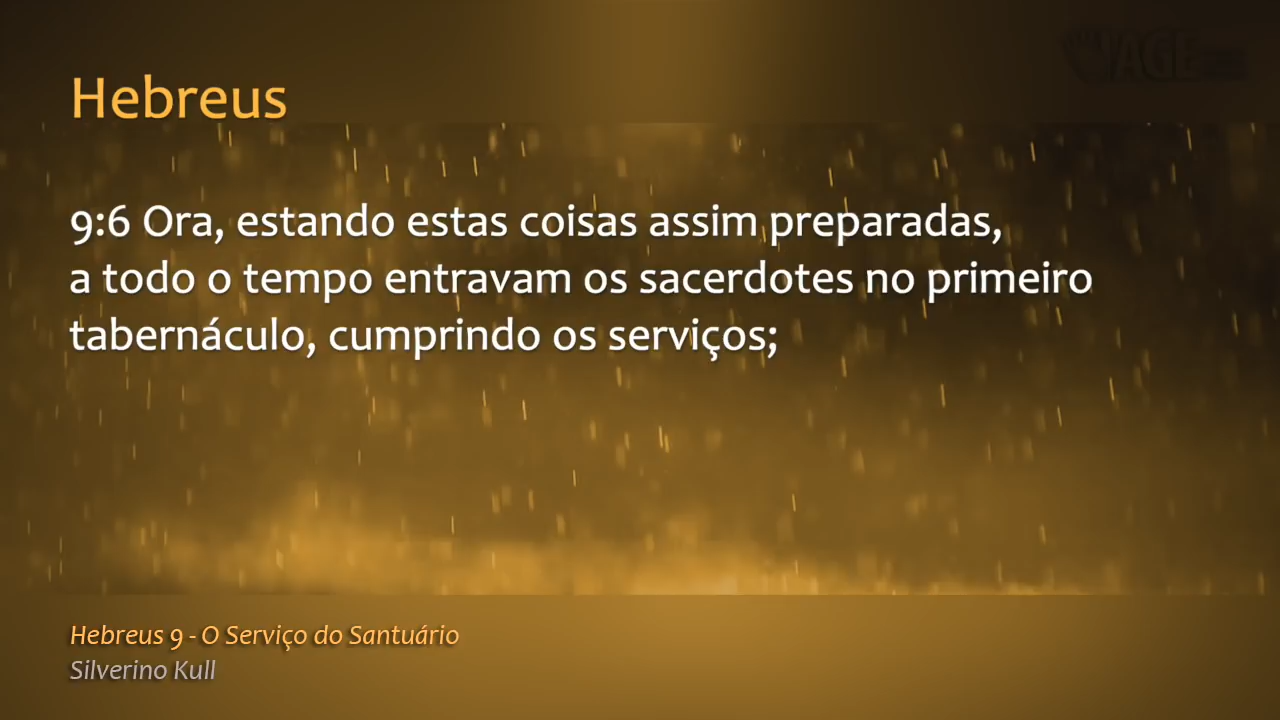 Hebreus
9:6 Ora, estando estas coisas assim preparadas,
a todo o tempo entravam os sacerdotes no primeiro
tabernáculo, cumprindo os serviços;
Hebreus 9 - O Serviço do Santuário
Silverino Kull